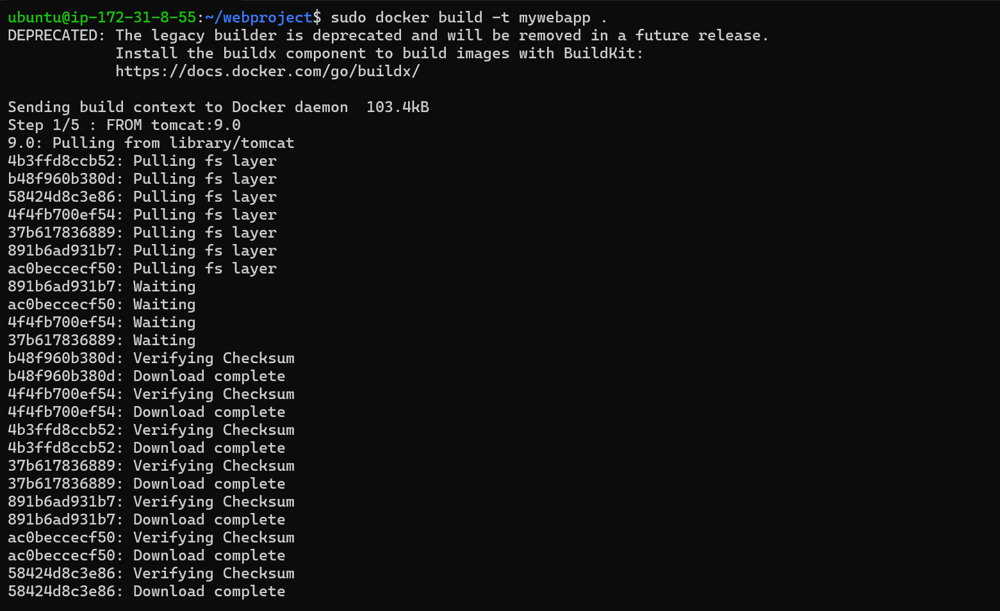 ubuntu@ip-172-31-8-55:~/webproject$ sudo docker build -t mywebapp .
DEPRECATED: The legacy builder is deprecated and will be removed in a future release.
            Install the buildx component to build images with BuildKit:
            https://docs.docker.com/go/buildx/

Sending build context to Docker daemon  103.4kB
Step 1/5 : FROM tomcat:9.0
9.0: Pulling from library/tomcat
4b3ffd8ccb52: Pulling fs layer
b48f960b380d: Pulling fs layer
58424d8c3e86: Pulling fs layer
4f4fb700ef54: Pulling fs layer
37b617836889: Pulling fs layer
891b6ad931b7: Pulling fs layer
ac0beccecf50: Pulling fs layer
891b6ad931b7: Waiting
ac0beccecf50: Waiting
4f4fb700ef54: Waiting
37b617836889: Waiting
b48f960b380d: Verifying Checksum
b48f960b380d: Download complete
4f4fb700ef54: Verifying Checksum
4f4fb700ef54: Download complete
4b3ffd8ccb52: Verifying Checksum
4b3ffd8ccb52: Download complete
37b617836889: Verifying Checksum
37b617836889: Download complete
891b6ad931b7: Verifying Checksum
891b6ad931b7: Download complete
ac0beccecf50: Verifying Checksum
ac0beccecf50: Download complete
58424d8c3e86: Verifying Checksum
58424d8c3e86: Download complete